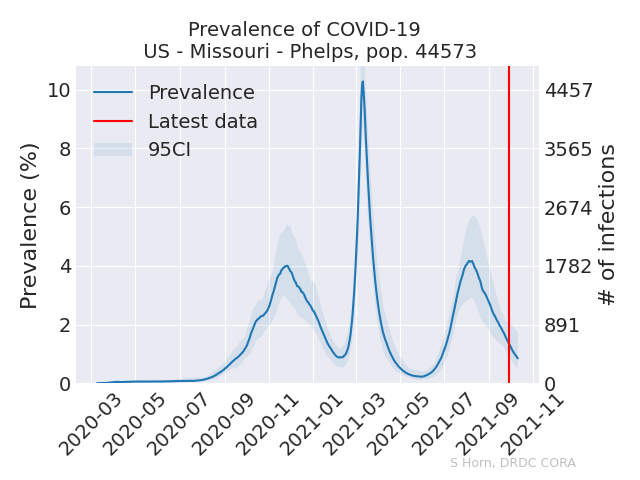 Prevalence of COVID-19
US - Missouri - Phelps, pop. 44573
Prevalence
Latest data
95CI
Prevalence (%)
10
8
6
4
2
0
4457
3565
2674
1782
891
0
# of infections
2020-03
2020-05
2020-07
2020-09
2020-11
2021-01
2021-03
2021-05
2021-07
2021-09
2021-11
S Horn, DRDC CORA